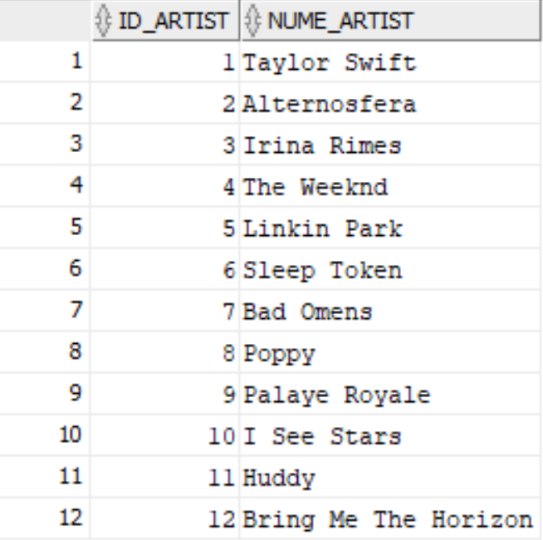 ID_ARTIST NUME_ARTIST
1 1 Taylor Swift
2 2 Alternosfera
3 3 Irina Rimes
4 4 The Weeknd
5 5 Linkin Park
6 6 Sleep Token
7 7 Bad Omens
8 8 Poppy
9 9 Palaye Royale
10 10 I See Stars
11 11 Huddy
12 12 Bring Me The Horizon